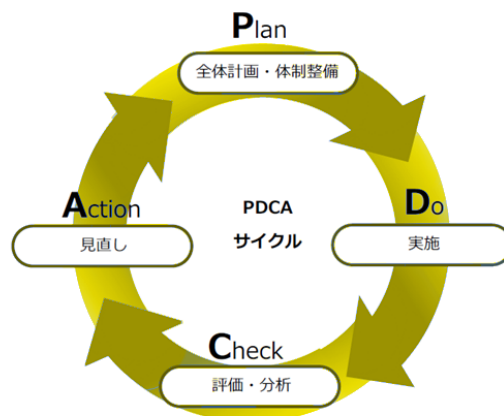 Plan
全体計画・体制整備
Do
実施
Check
評価・分析
Action
見直し
PDCA
サイクル